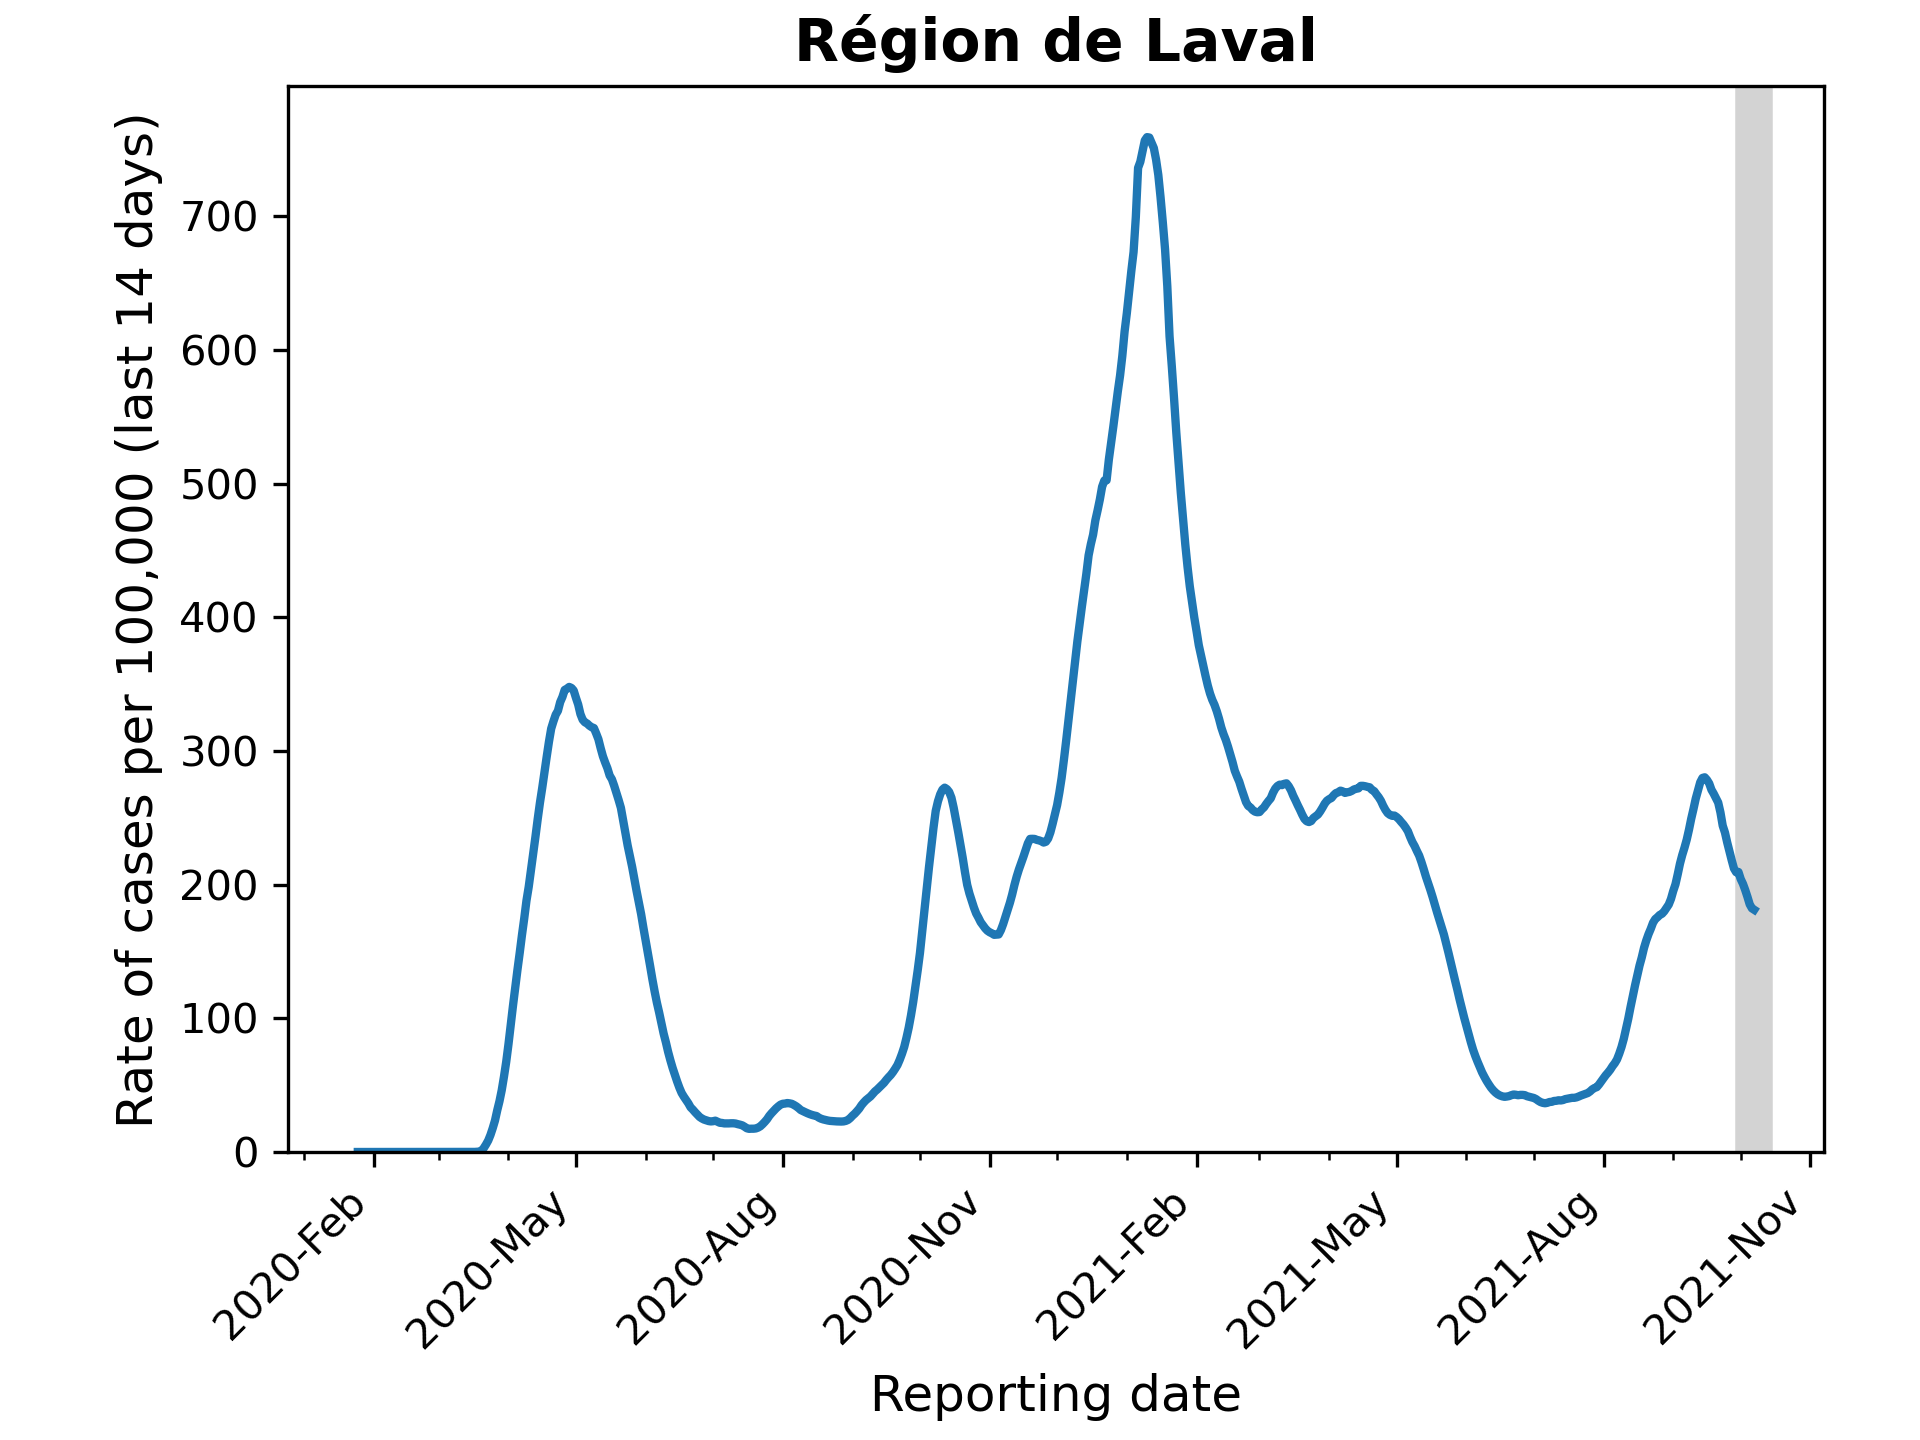 Région de Laval
Rate of cases per 100,000 (last 14 days)
700
600
500
400
300
200
100
0
2020-Feb
2020-May
2020-Aug
2020-Nov
2021-Feb
2021-May
2021-Aug
2021-Nov
Reporting date